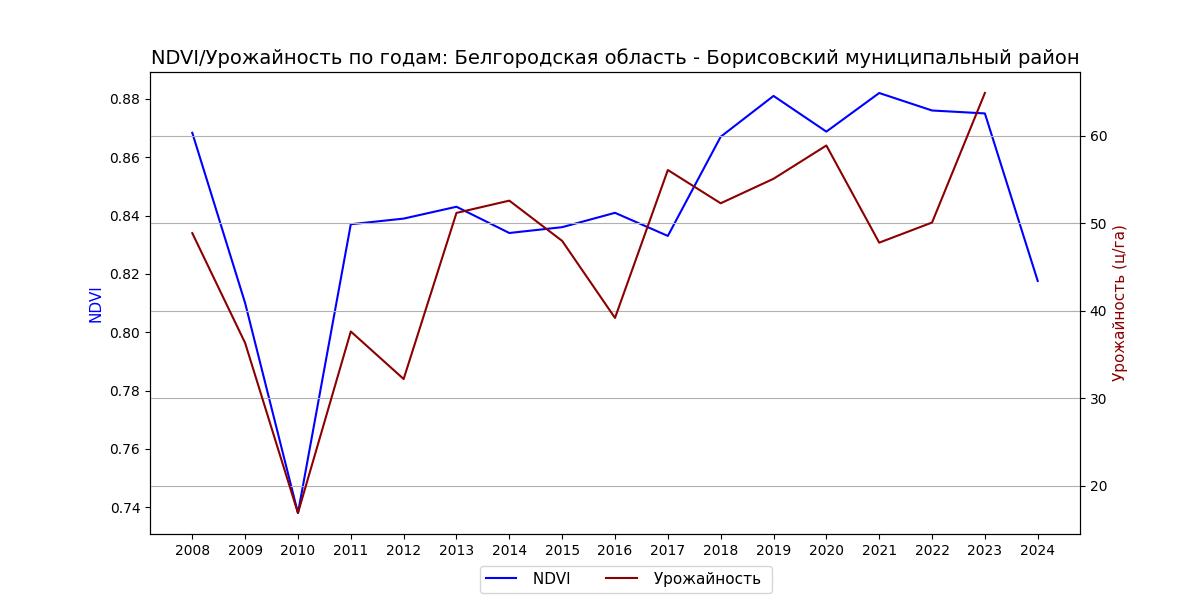 NDVI/Урожайность по годам: Белгородская область - Борисовский муниципальный район
0.88
0.86
0.84
0.82
0.80
0.78
0.76
0.74
NDVI
60
50
40
30
20
Урожайность (ц/га)
2008 2009 2010 2011 2012 2013 2014 2015 2016 2017 2018 2019 2020 2021 2022 2023 2024
NDVI Урожайность